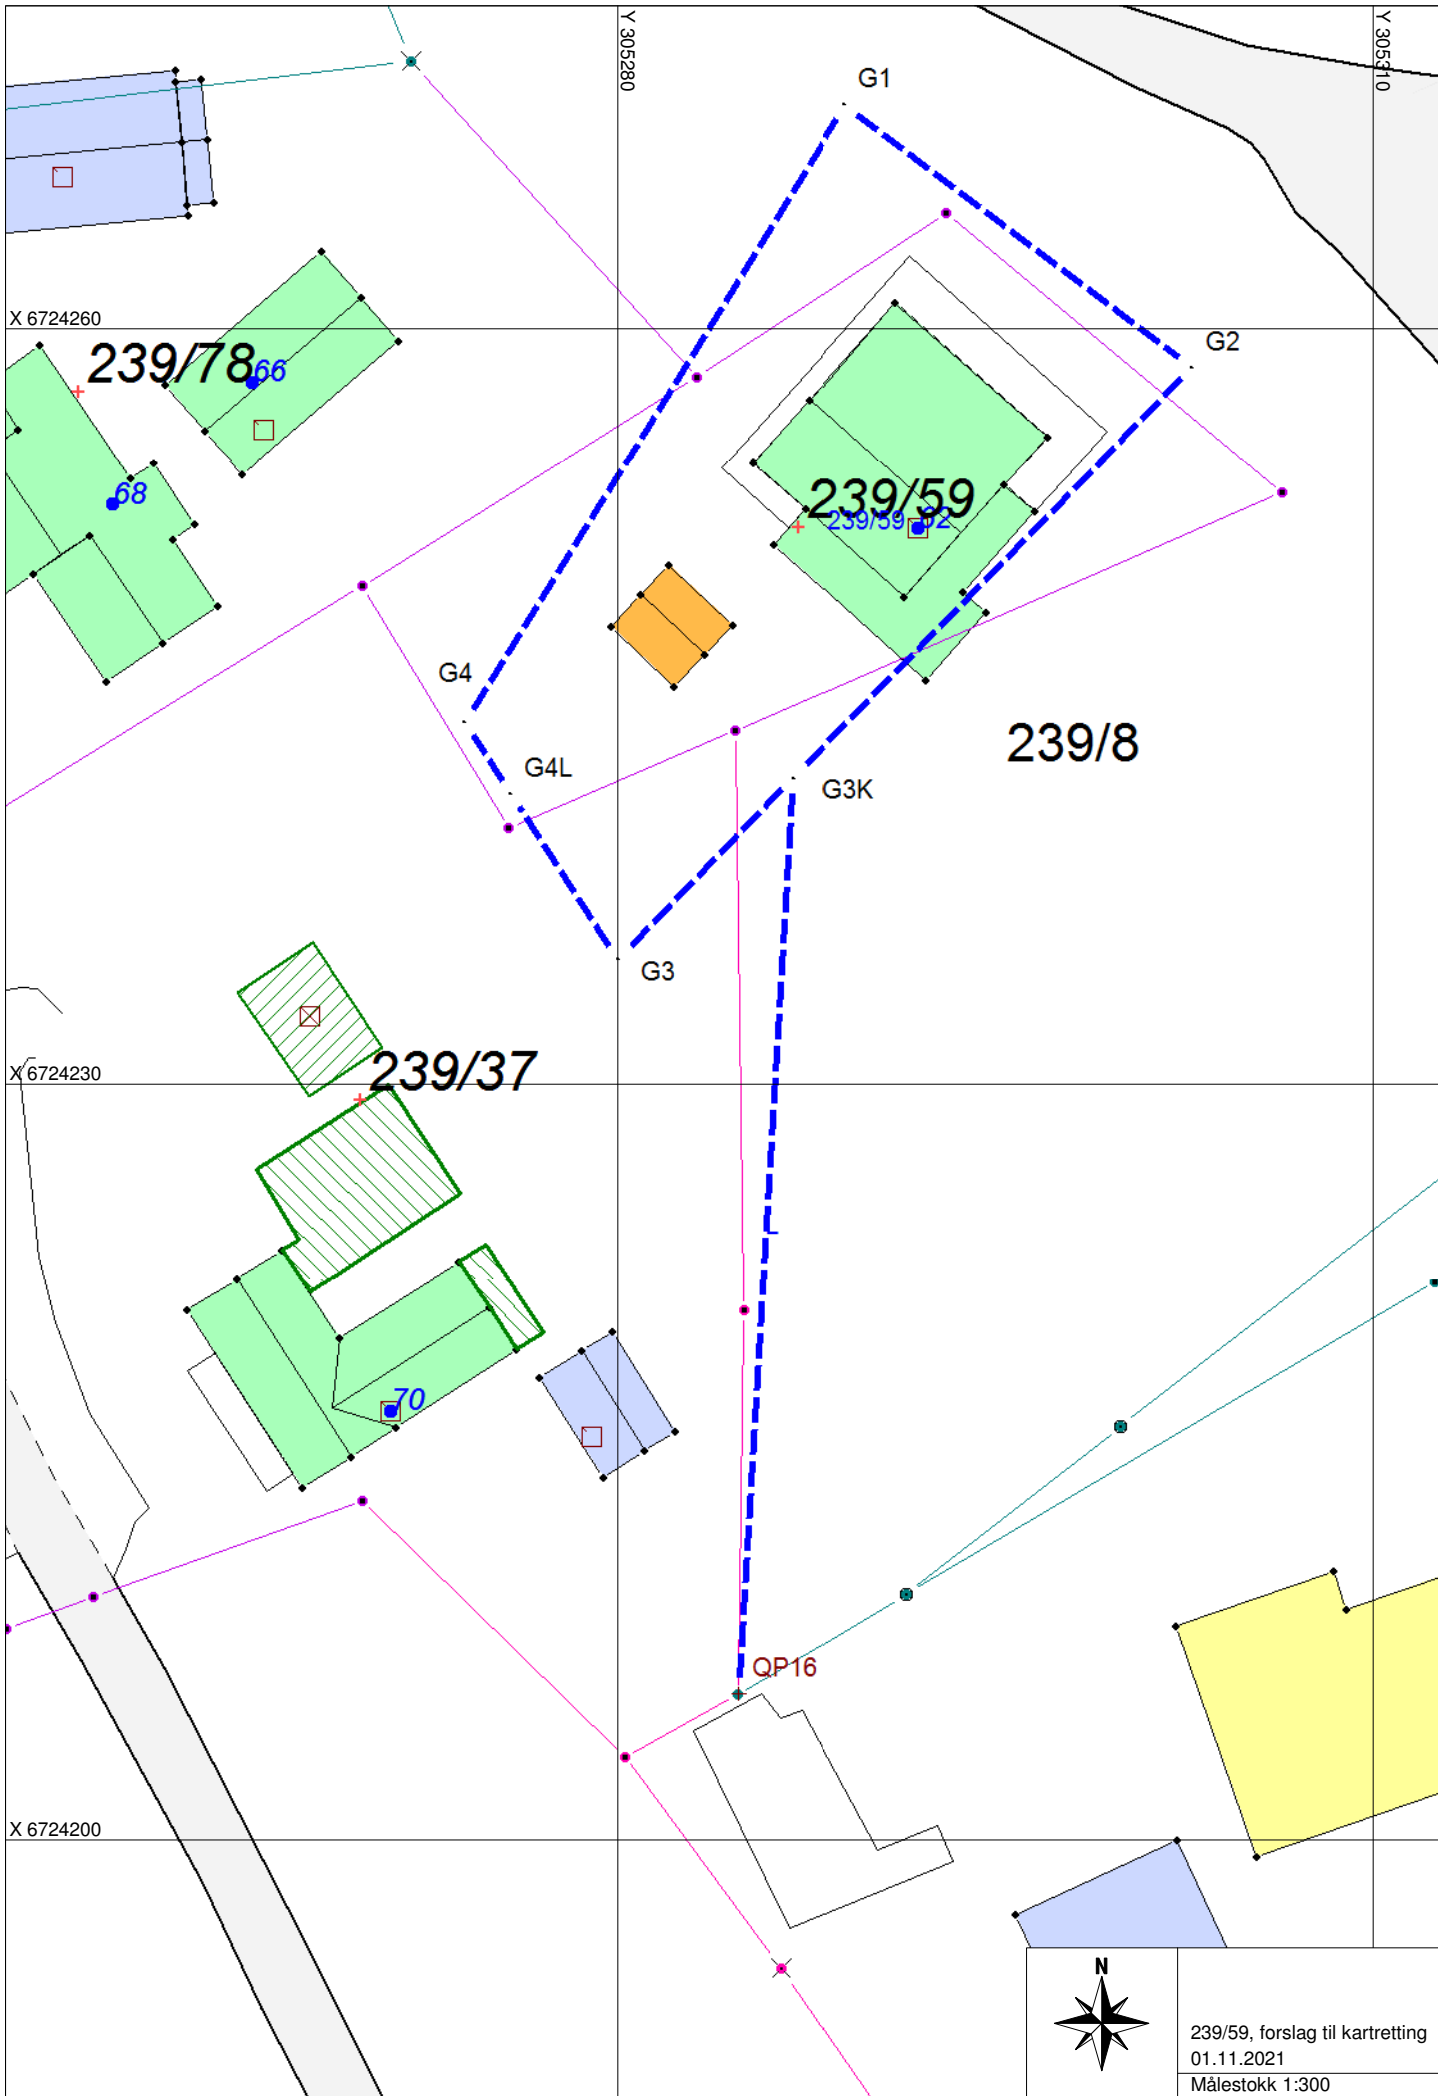 Y 305280
Y 305310
G1
X 6724260
G2
239/78
66
68
239/59
239/59
62
G4
G4L
239/8
G3K
G3
X 6724230
239/37
L
70
QP16
X 6724200
N
239/59, forslag til kartretting
01.11.2021
Målestokk 1:300